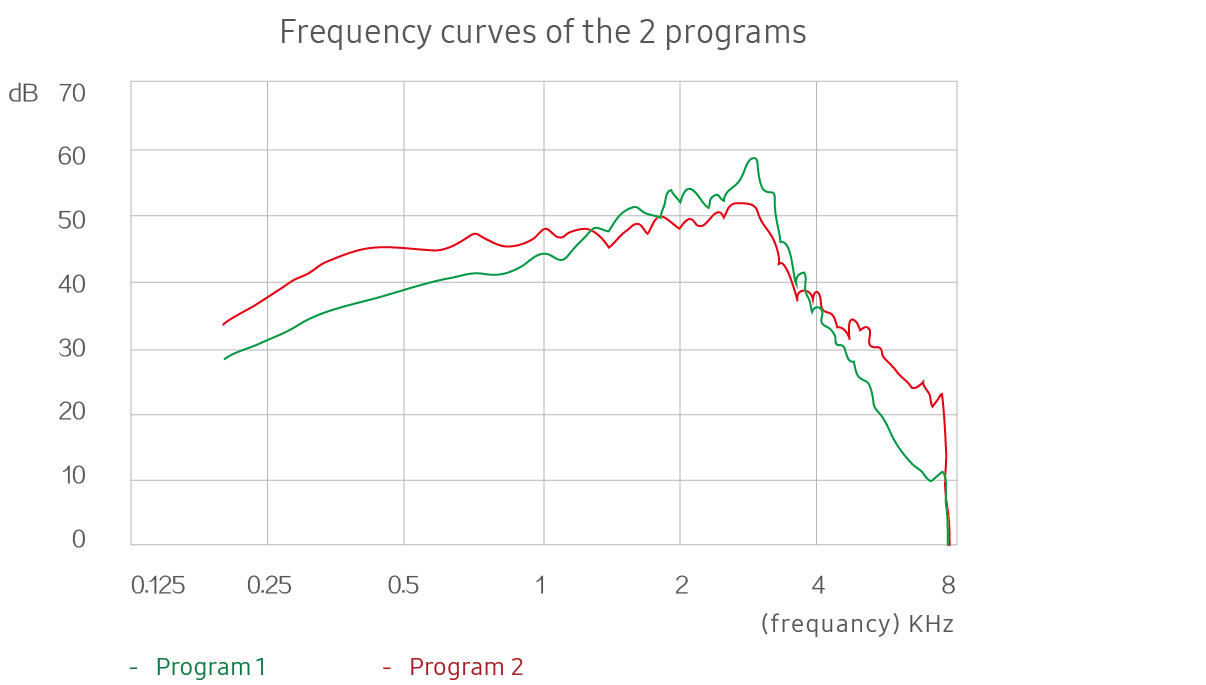 Frequency curves of the 2 programs
dB 70
60
50
40
30
20
10
0
0.125 0.25 0.5 1 2 4 8
(frequancy) KHz
- Program 1 - Program 2